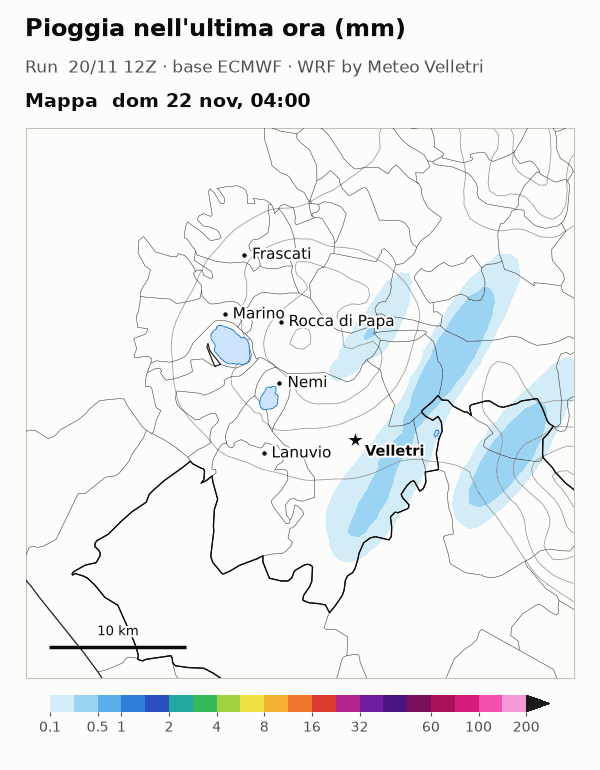 Pioggia nell'ultima ora (mm)
Run  20/11 12Z · base ECMWF · WRF by Meteo Velletri
Mappa  dom 22 nov, 04:00
Frascati
Marino
Rocca di Papa
Nemi
Velletri
Lanuvio
10 km
0.1 0.5 1 2 4 8 16 32 60 100 200